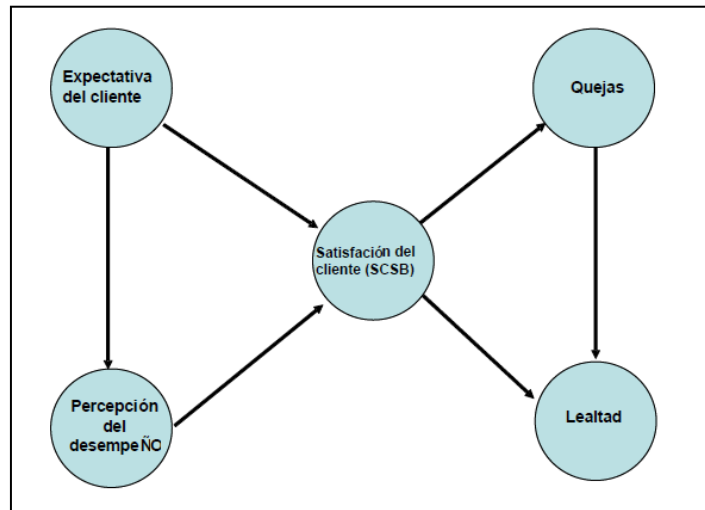 Expectativa
del cliente
Quejas
Satisfación del
cliente (SCSB)
Percepción
del
desempeÑO
Lealtad